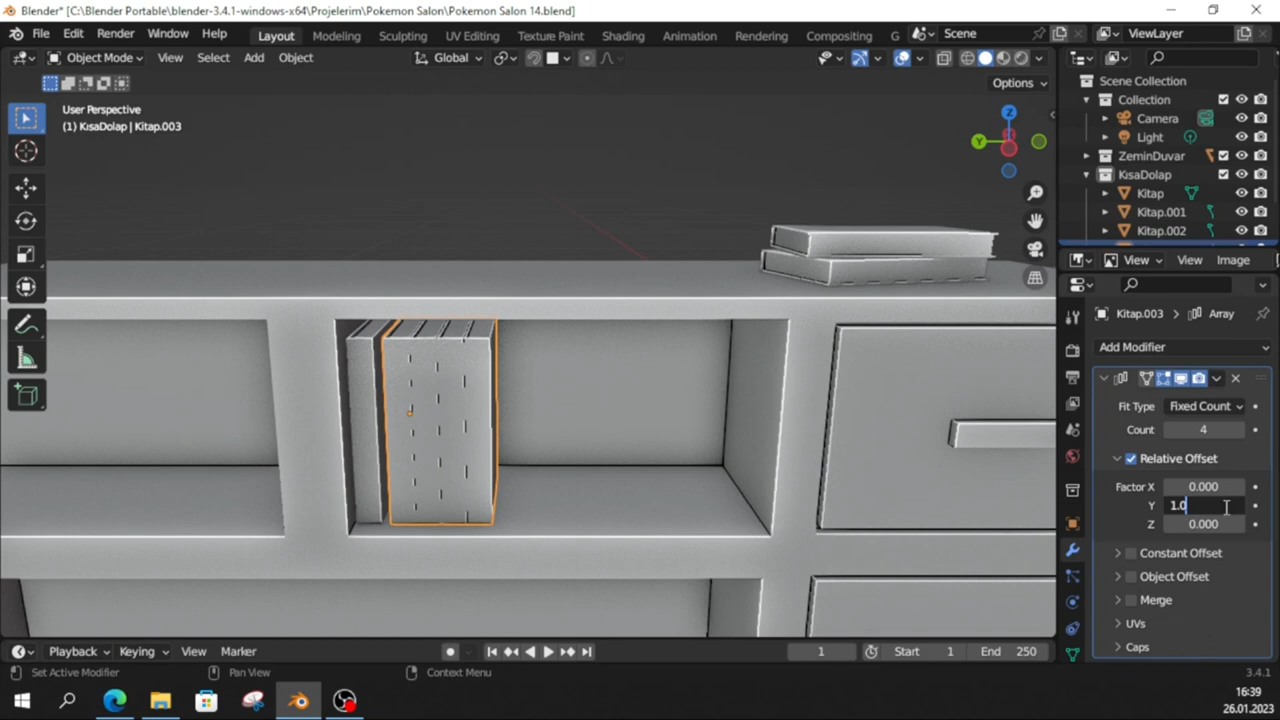 Blender* [C:\Blender Portable\blender-3.4.1-windows-x64\Projelerim\Pokemon Salon\Pokemon Salon 14.blend]
File Edit Render Window Help Layout Modeling Sculpting UV Editing Texture Paint Shading Animation Rendering Compositing G Scene ViewLayer
Object Mode View Select Add Object Global
Options
User Perspective
(1) KısaDolap | Kitap.003
Z
Y
Scene Collection
Collection
Camera
Light
ZeminDuvar
KısaDolap
Kitap
Kitap.001
Kitap.002
View View Image
Kitap.003 Array
Add Modifier
Fit Type Fixed Count
Count 4
Relative Offset
Factor X 0.000
Y 1.0
Z 0.000
Constant Offset
Object Offset
Merge
UVs
Caps
Playback Keying View Marker 1 Start 1 End 250
Set Active Modifier Pan View Context Menu 3.4.1
16:39
26.01.2023